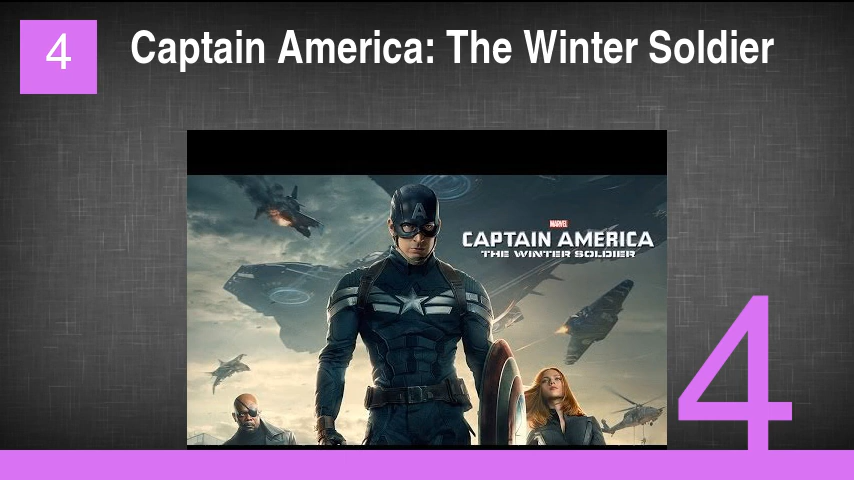 4
Captain America: The Winter Soldier
A
MARVEL
CAPTAIN AMERICA
THE WINTER SOLDIER
4